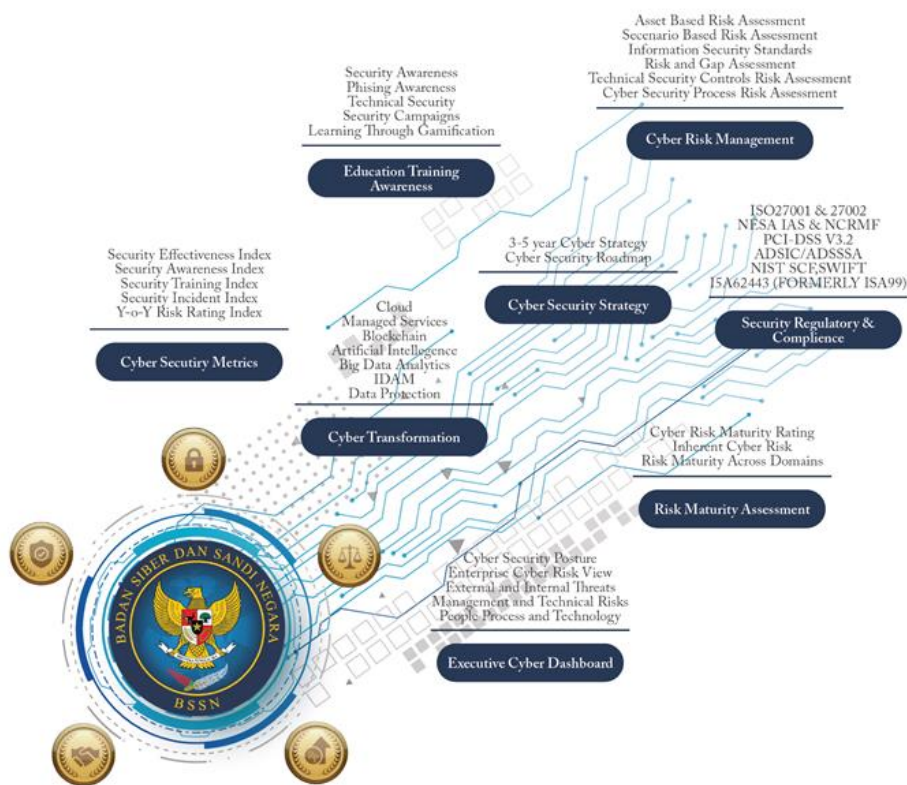 Asset Based Risk Assessment
Secenario Based Risk Assessment
Information Security Standards
Risk and Gap Assessment
Technical Security Controls Risk Assessment
Cyber Security Process Risk Assessment
Cyber Risk Management
Security Awareness
Phising Awareness
Technical Security
Security Campaigns
Learning Through Gamification
Education Training
Awareness
ISO27001 & 27002
NESA IAS & NCRMF
PCI-DSS V3.2
ADSIC/ADSSSA
NIST SCF,SWIFT
I5A62443 (FORMERLY ISA99)
Security Regulatory &
Complience
3-5 year Cyber Strategy
Cyber Security Roadmap
Cyber Security Strategy
Security Effectiveness Index
Security Awareness Index
Security Training Index
Security Incident Index
Y-o-Y Risk Rating Index
Cyber Secutiry Metrics
Cloud
Managed Services
Blockchain
Artificial Intellegence
Big Data Analytics
IDAM
Data Protection
Cyber Transformation
Cyber Risk Maturity Rating
Inherent Cyber Risk
Risk Maturity Across Domains
Risk Maturity Assessment
Cyber Security Posture
Enterprise Cyber Risk View
External and Internal Threats
Management and Technical Risks
People Process and Technology
Executive Cyber Dashboard
BADAN SIBER DAN SANDI NEGARA
BSSN